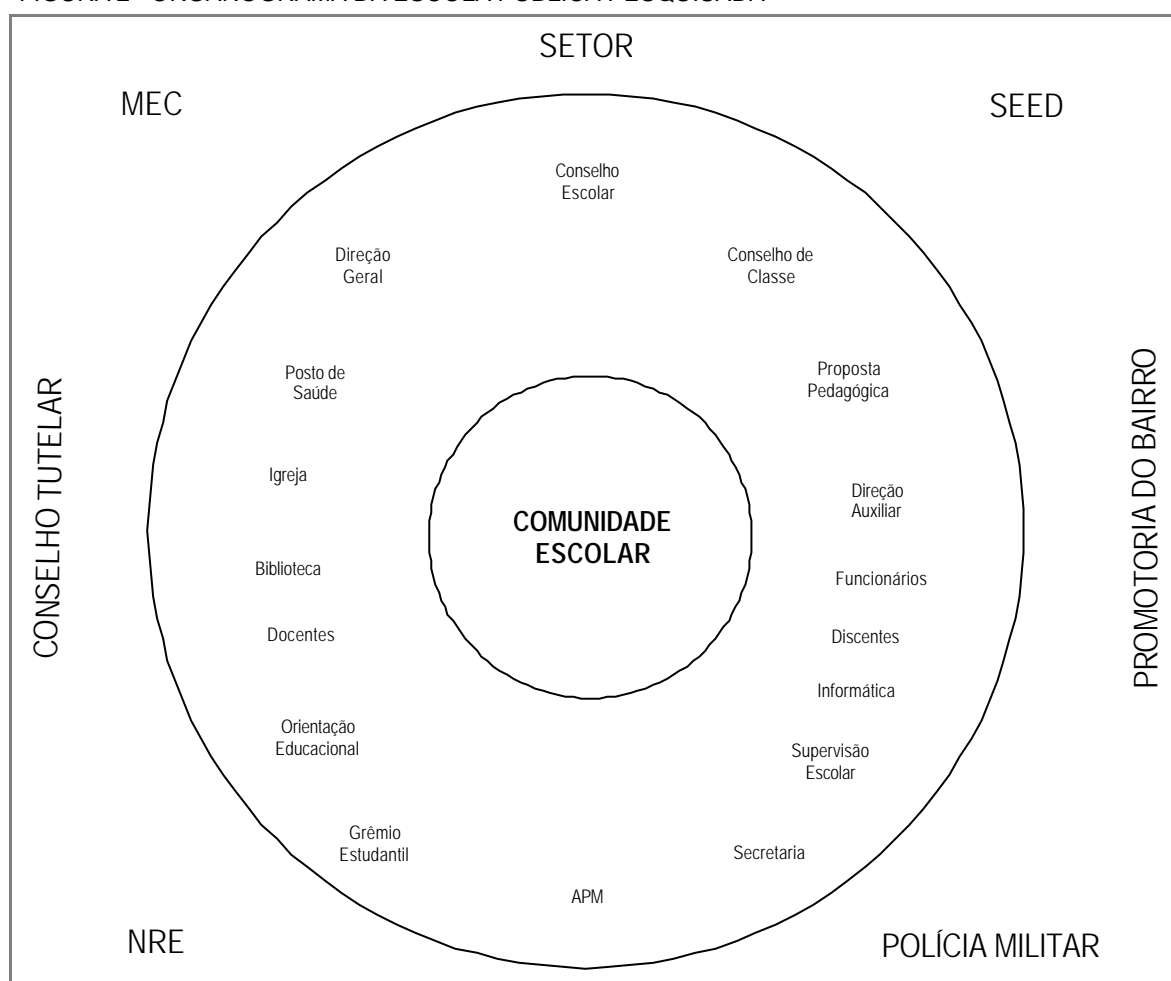 SETOR
MEC
SEED
Conselho
Escolar
Direção
Geral
Conselho de
Classe
Posto de
Saúde
Proposta
Pedagógica
CONSELHO TUTELAR
PROMOTORIA DO BAIRRO
Igreja
Direção
Auxiliar
COMUNIDADE
ESCOLAR
Biblioteca
Funcionários
Docentes
Discentes
Informática
Orientação
Educacional
Supervisão
Escolar
Grêmio
Estudantil
Secretaria
APM
NRE
POLÍCIA MILITAR